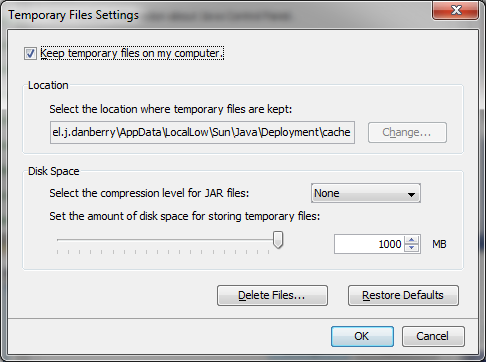 Temporary Files Settings
Keep temporary files on my computer.
Location
Select the location where temporary files are kept:
el.j.danberry\AppData\LocalLow\Sun\Java\Deployment\cache
Change...
Disk Space
Select the compression level for JAR files:
None
Set the amount of disk space for storing temporary files:
1000 MB
Delete Files...
Restore Defaults
OK
Cancel